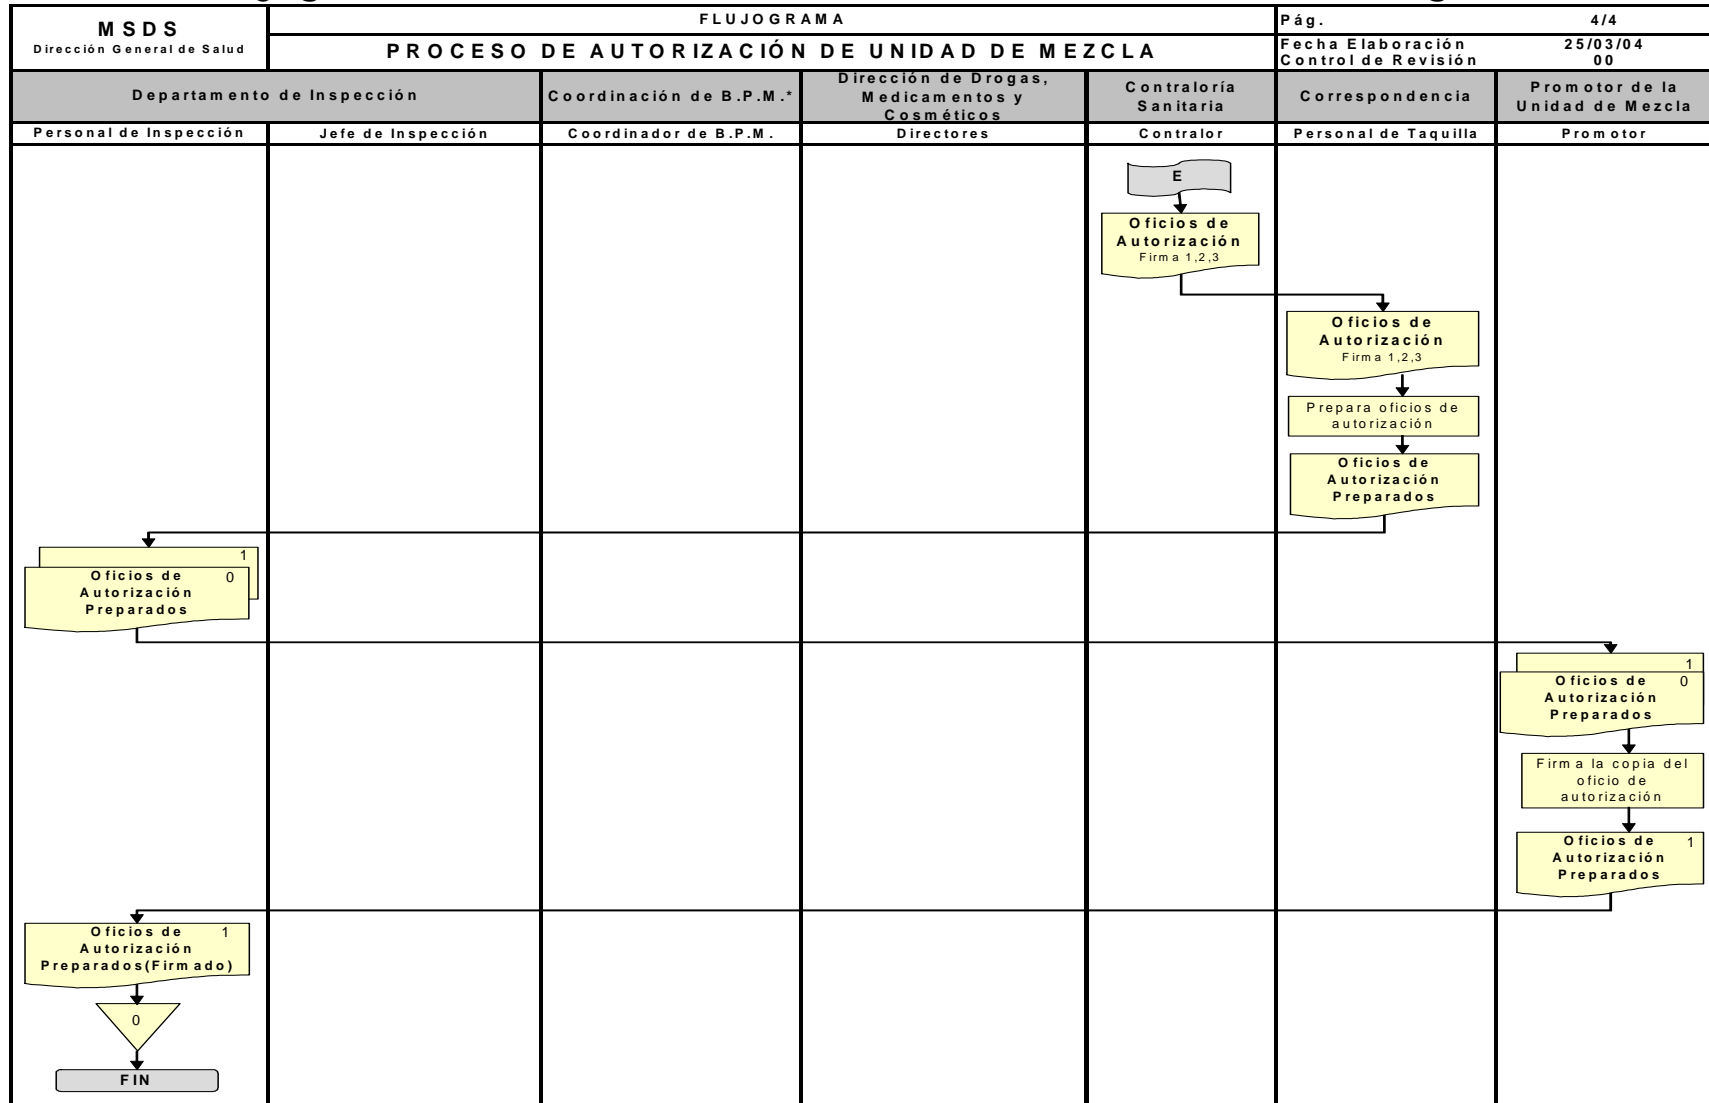 MSDS
Dirección General de Salud
FLUJOGRAMA
PROCESO DE AUTORIZACIÓN DE UNIDAD DE MEZCLA
Pág. 4/4
Fecha Elaboración 25/03/04
Control de Revisión 00
Departamento de Inspección
Coordinación de B.P.M.*
Dirección de Drogas,
Medicamentos y
Cosméticos
Contraloría
Sanitaria
Correspondencia
Promotor de la
Unidad de Mezcla
Personal de Inspección
Jefe de Inspección
Coordinador de B.P.M.
Directores
Contralor
Personal de Taquilla
Promotor
E
Oficios de
Autorización
Firma 1,2,3
Oficios de
Autorización
Firma 1,2,3
Prepara oficios de
autorización
Oficios de
Autorización
Preparados
1
Oficios de 0
Autorización
Preparados
1
Oficios de 0
Autorización
Preparados
Firma la copia del
oficio de
autorización
Oficios de 1
Autorización
Preparados
Oficios de 1
Autorización
Preparados(Firmado)
0
FIN